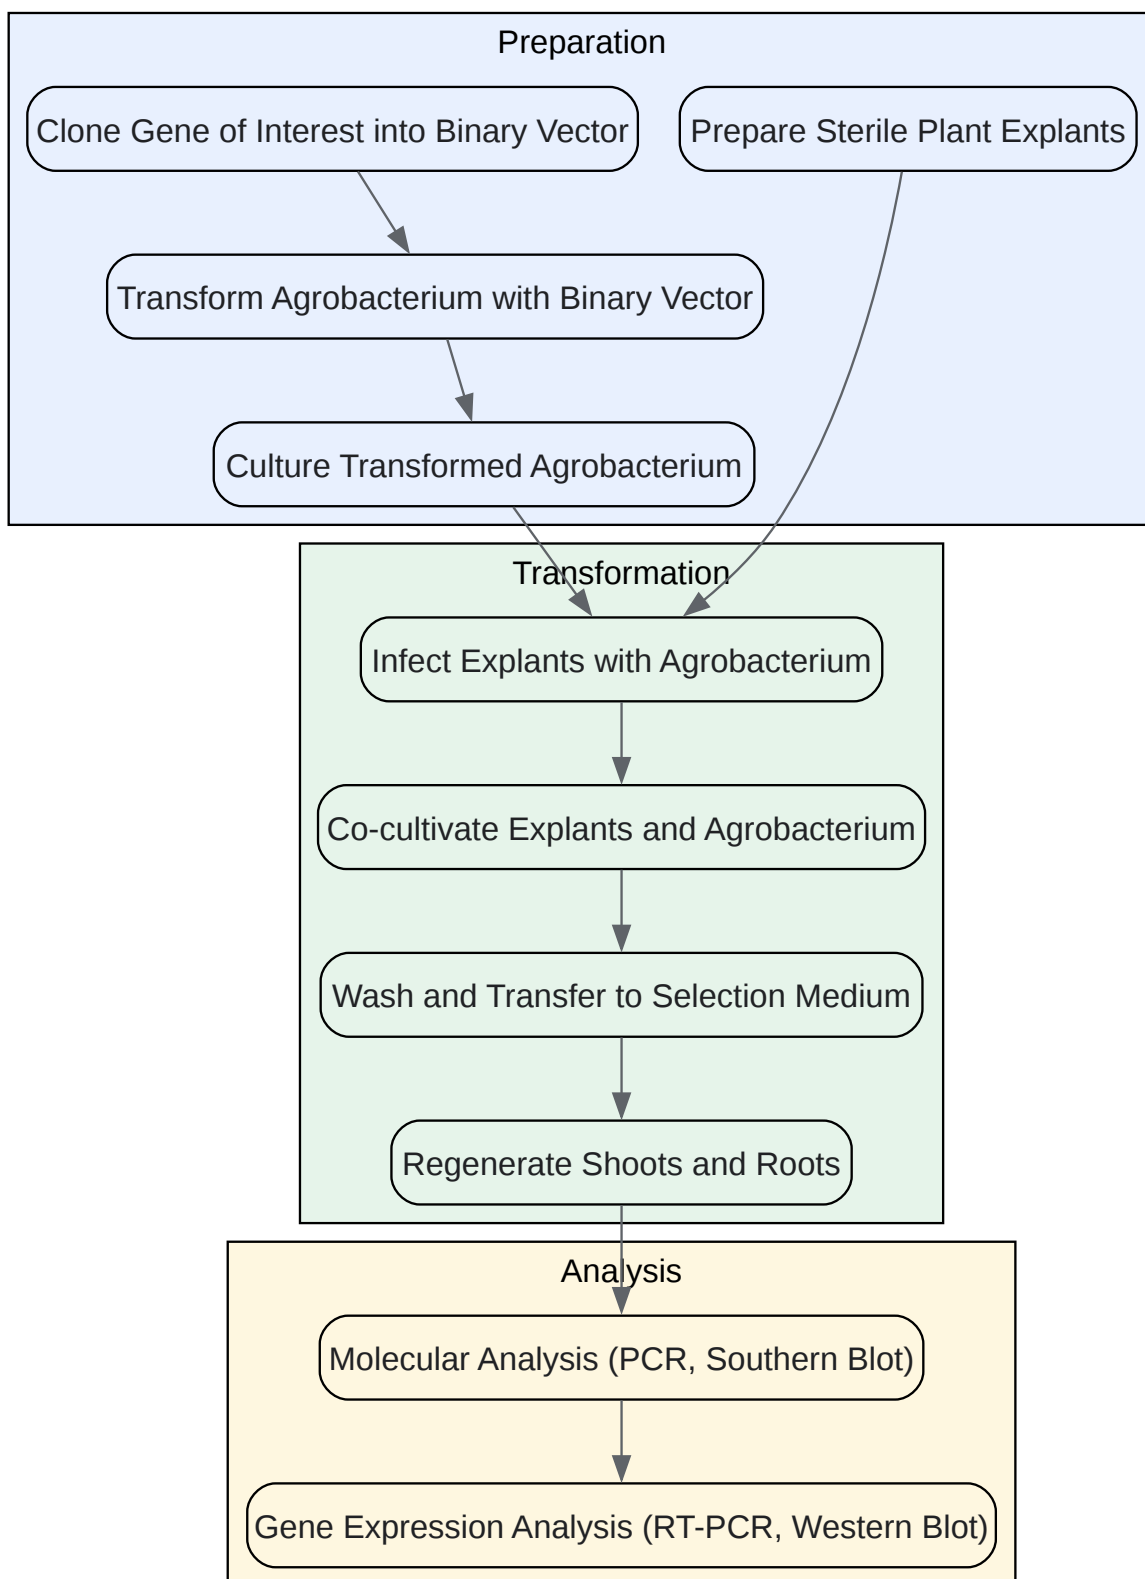 Preparation
Clone Gene of Interest into Binary Vector
Prepare Sterile Plant Explants
Transform Agrobacterium with Binary Vector
Culture Transformed Agrobacterium
Transformation
Infect Explants with Agrobacterium
Co-cultivate Explants and Agrobacterium
Wash and Transfer to Selection Medium
Regenerate Shoots and Roots
Analysis
Molecular Analysis (PCR, Southern Blot)
Gene Expression Analysis (RT-PCR, Western Blot)